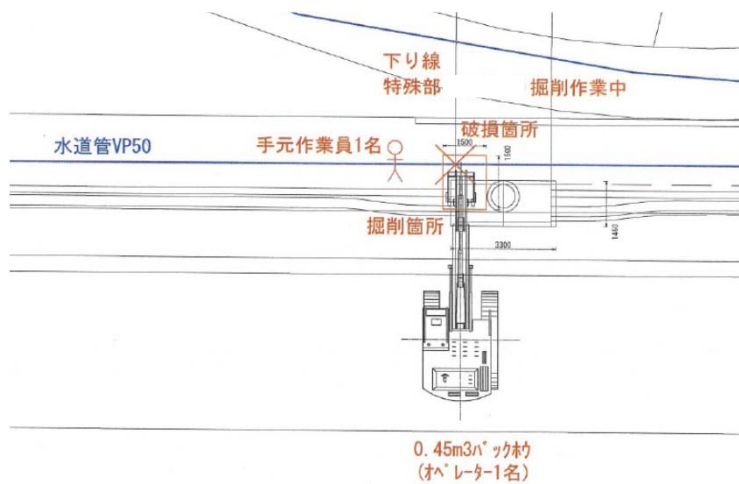 下り線
特殊部
掘削作業中
水道管VP50
手元作業員1名
破損箇所
1500
1500
掘削箇所
1460
3300
0.45m3バックホウ
(オペレーター1名)